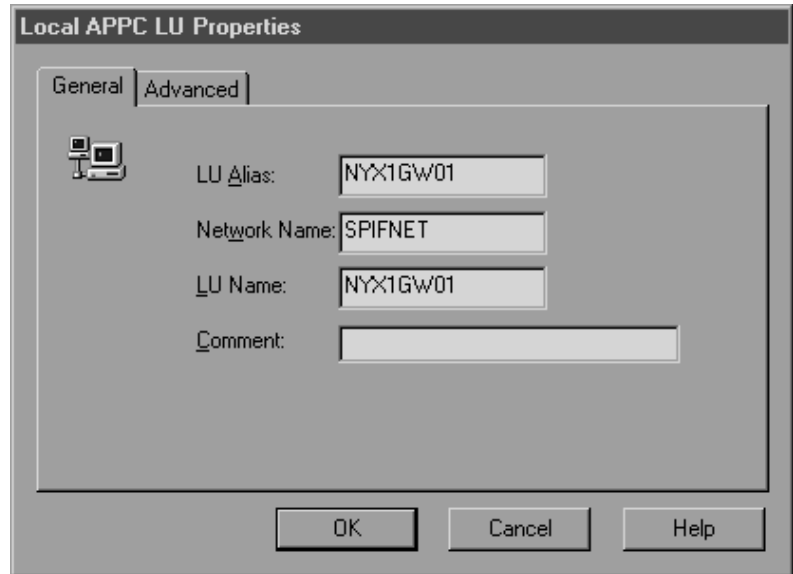 Local APPC LU Properties
General Advanced
LU Alias: NYX1GW01
Network Name: SPIFNET
LU Name: NYX1GW01
Comment:
OK Cancel Help